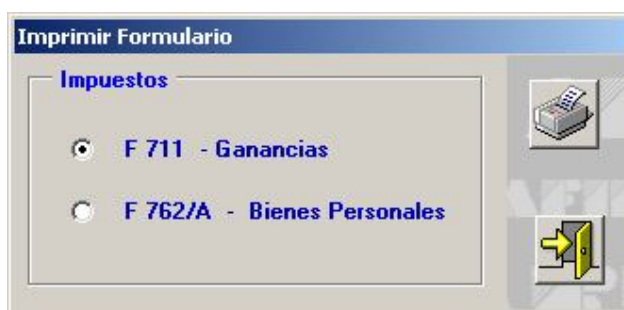 Imprimir Formulario
Impuestos
F 711 - Ganancias
F 762/A - Bienes Personales